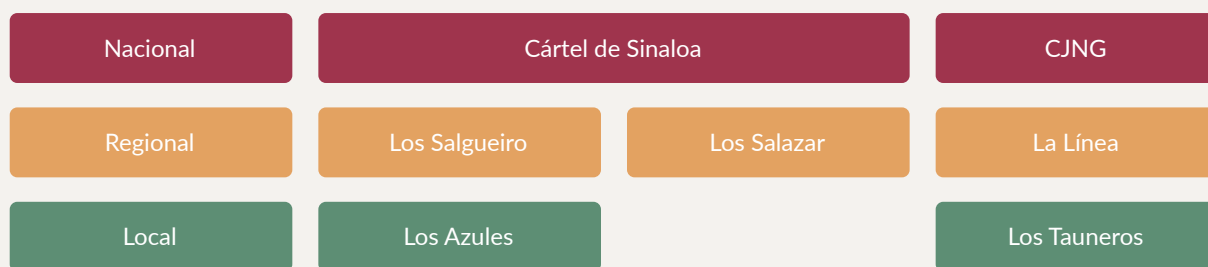 Nacional Cártel de Sinaloa CJNG
Regional Los Salgueiro Los Salazar La Línea
Local Los Azules Los Tauneros